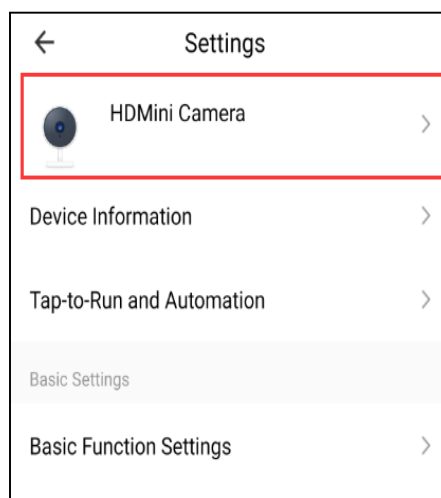 Settings
HDMini Camera
Device Information
Tap-to-Run and Automation
Basic Settings
Basic Function Settings